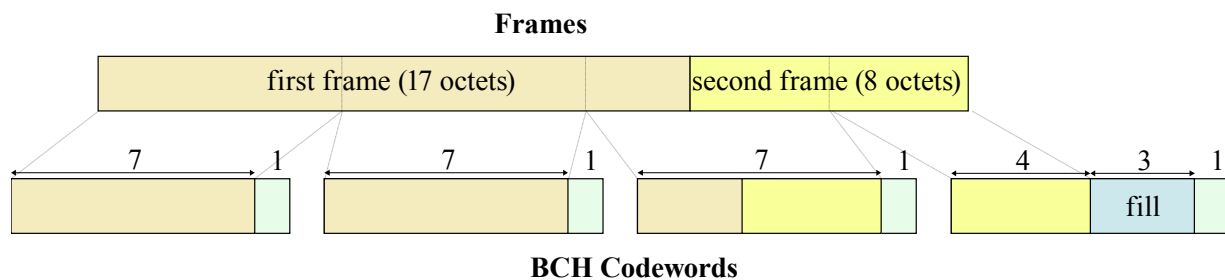 Frames
first frame (17 octets) second frame (8 octets)
7 1 7 1 7 1 4 3 1
fill
BCH Codewords